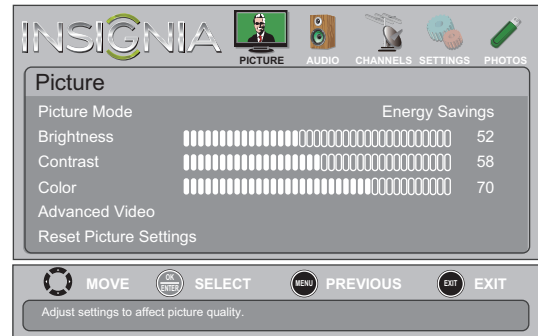 INSIGNIA
PICTURE AUDIO CHANNELS SETTINGS PHOTOS
Picture
Picture Mode Energy Savings
Brightness 52
Contrast 58
Color 70
Advanced Video
Reset Picture Settings
MOVE OK ENTER SELECT MENU PREVIOUS EXIT EXIT
Adjust settings to affect picture quality.